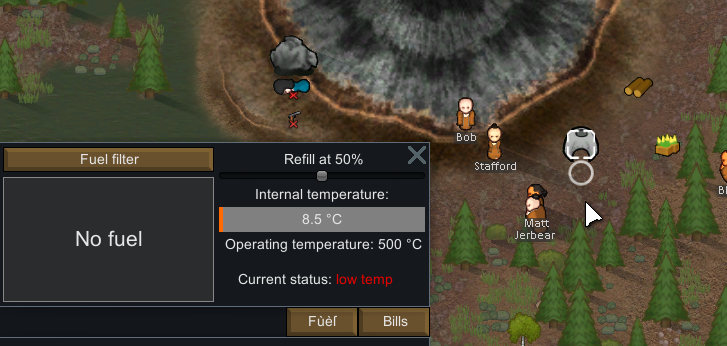 Fuel filter
Refill at 50%
No fuel
Internal temperature:
8.5 °C
Operating temperature: 500 °C
Current status: low temp
Fùèſ
Bills
Bob
Stafford
Matt
Jerbear